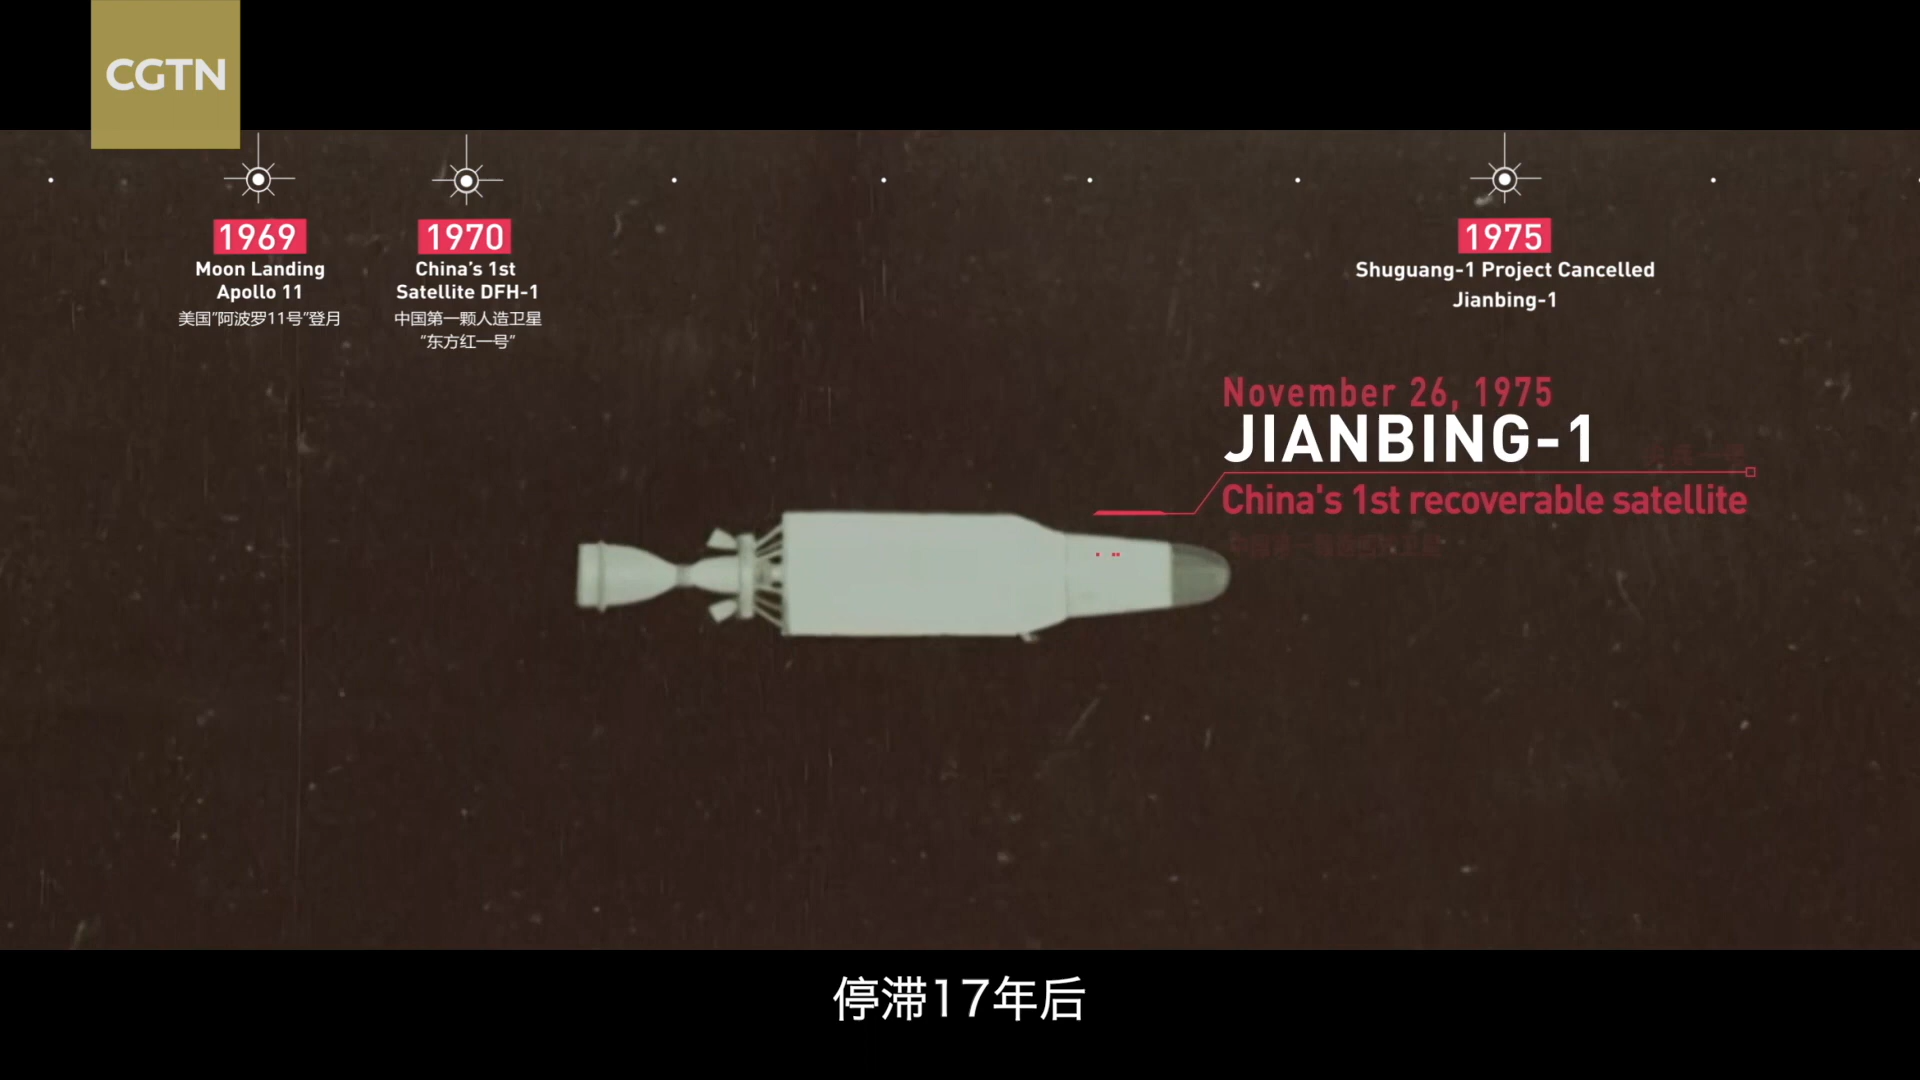 CGTN
1969
Moon Landing
Apollo 11
美国“阿波罗11号”登月
1970
China's 1st
Satellite DFH-1
中国第一颗人造卫星
“东方红一号”
1975
Shuguang-1 Project Cancelled
Jianbing-1
November 26, 1975
JIANBING-1
China's 1st recoverable satellite
停滞17年后